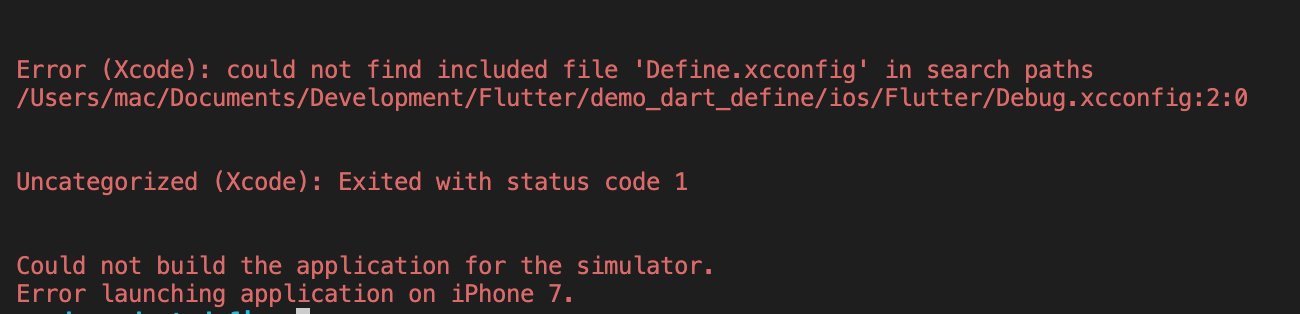 Error (Xcode): could not find included file 'Define.xcconfig' in search paths
/Users/mac/Documents/Development/Flutter/demo_dart_define/ios/Flutter/Debug.xcconfig:2:0
Uncategorized (Xcode): Exited with status code 1
Could not build the application for the simulator.
Error launching application on iPhone 7.